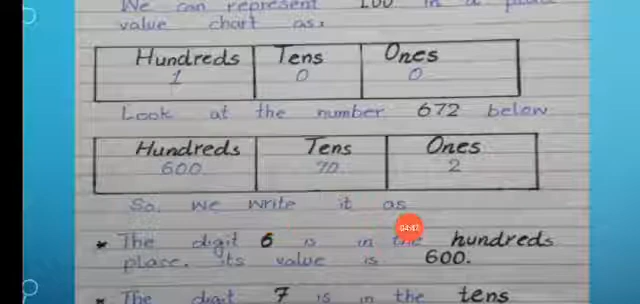 We can represent 100 in a place
value chart as,
Hundreds Tens Ones
1 0 0
Look at the number 672 below
Hundreds Tens Ones
600 70 2
So, we write it as
04:47
* The digit 6 is in the hundreds
place. Its value is 600.
* The digit 7 is in the tens